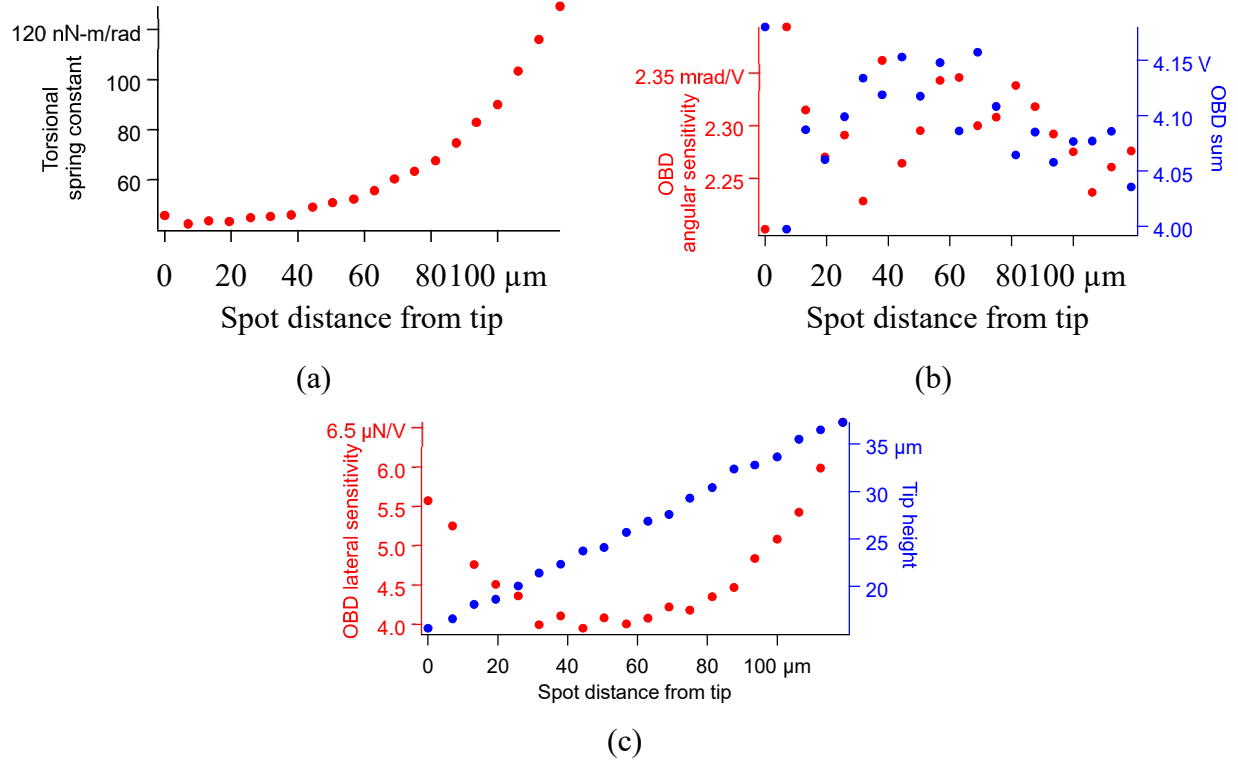 120 nN-m/rad
100
80
60
Torsional
spring constant
0 20 40 60 80100 µm
Spot distance from tip
(a)
2.35 mrad/V
2.30
2.25
OBD
angular sensitivity
4.15 V
4.10
4.05
4.00
OBD sum
0 20 40 60 80100 µm
Spot distance from tip
(b)
6.5 µN/V
6.0
5.5
5.0
4.5
4.0
OBD lateral sensitivity
35 µm
30
25
20
Tip height
0 20 40 60 80 100 µm
Spot distance from tip
(c)